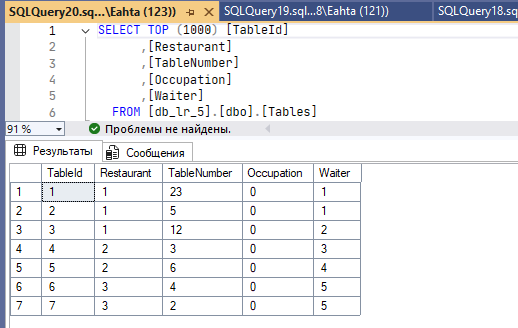 SQLQuery20.sq...\Eahta (123))
SQLQuery19.sql...8\Eahta (121))
SQLQuery18.sq
1 SELECT TOP (1000) [TableId]
2 ,[Restaurant]
3 ,[TableNumber]
4 ,[Occupation]
5 ,[Waiter]
6 FROM [db_lr_5].[dbo].[Tables]
91 % Проблемы не найдены.
Результаты Сообщения
TableId Restaurant TableNumber Occupation Waiter
1 1 1 23 0 1
2 2 1 5 0 1
3 3 1 12 0 2
4 4 2 3 0 3
5 5 2 6 0 4
6 6 3 4 0 5
7 7 3 2 0 5